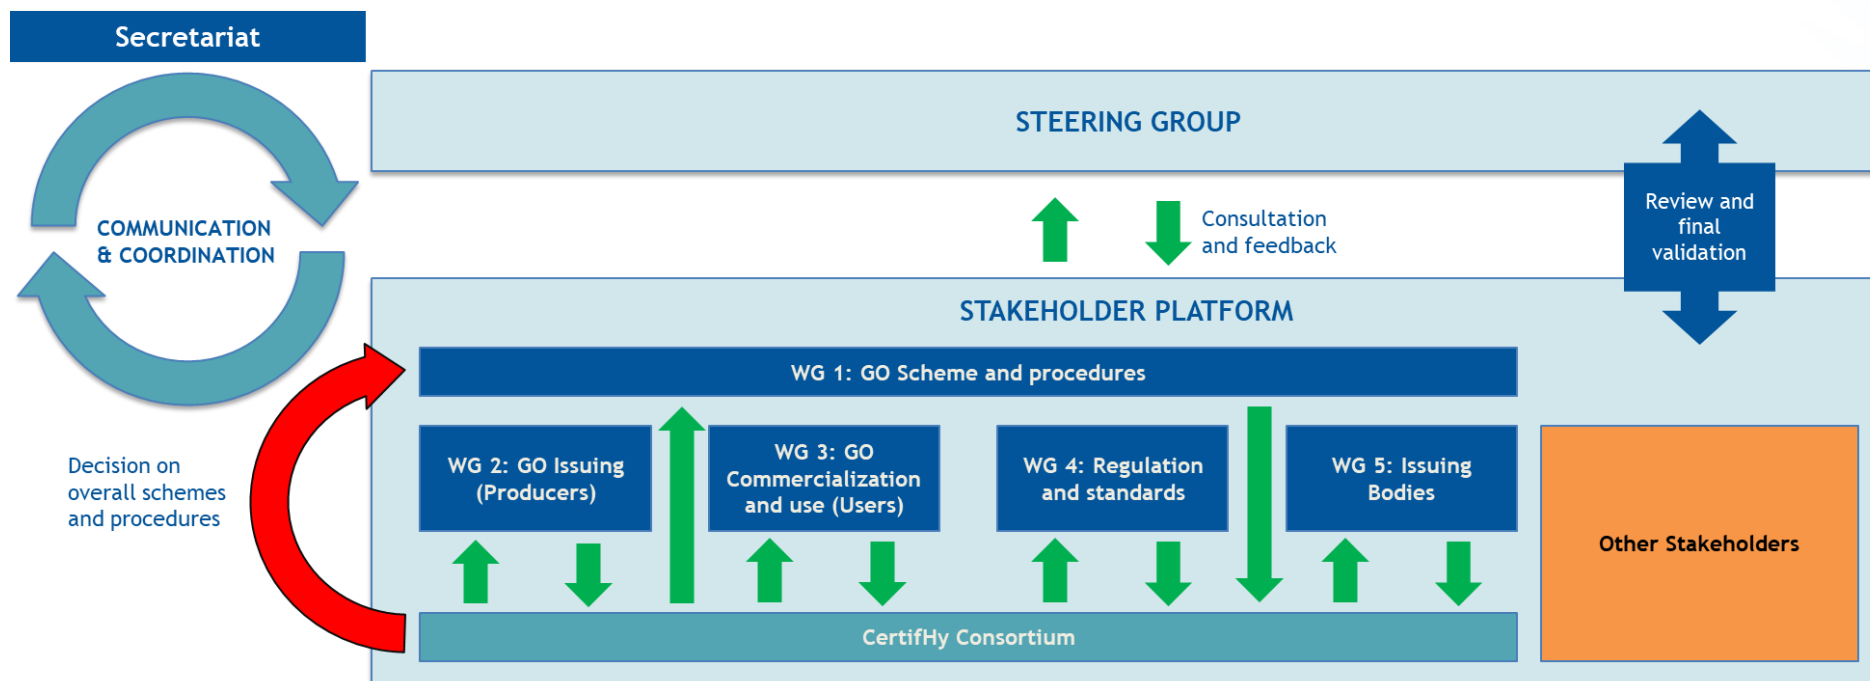 Secretariat
STEERING GROUP
COMMUNICATION
& COORDINATION
Consultation
and feedback
Review and
final
validation
STAKEHOLDER PLATFORM
WG 1: GO Scheme and procedures
Decision on
overall schemes
and procedures
WG 2: GO Issuing
(Producers)
WG 3: GO
Commercialization
and use (Users)
WG 4: Regulation
and standards
WG 5: Issuing
Bodies
Other Stakeholders
CertifHy Consortium